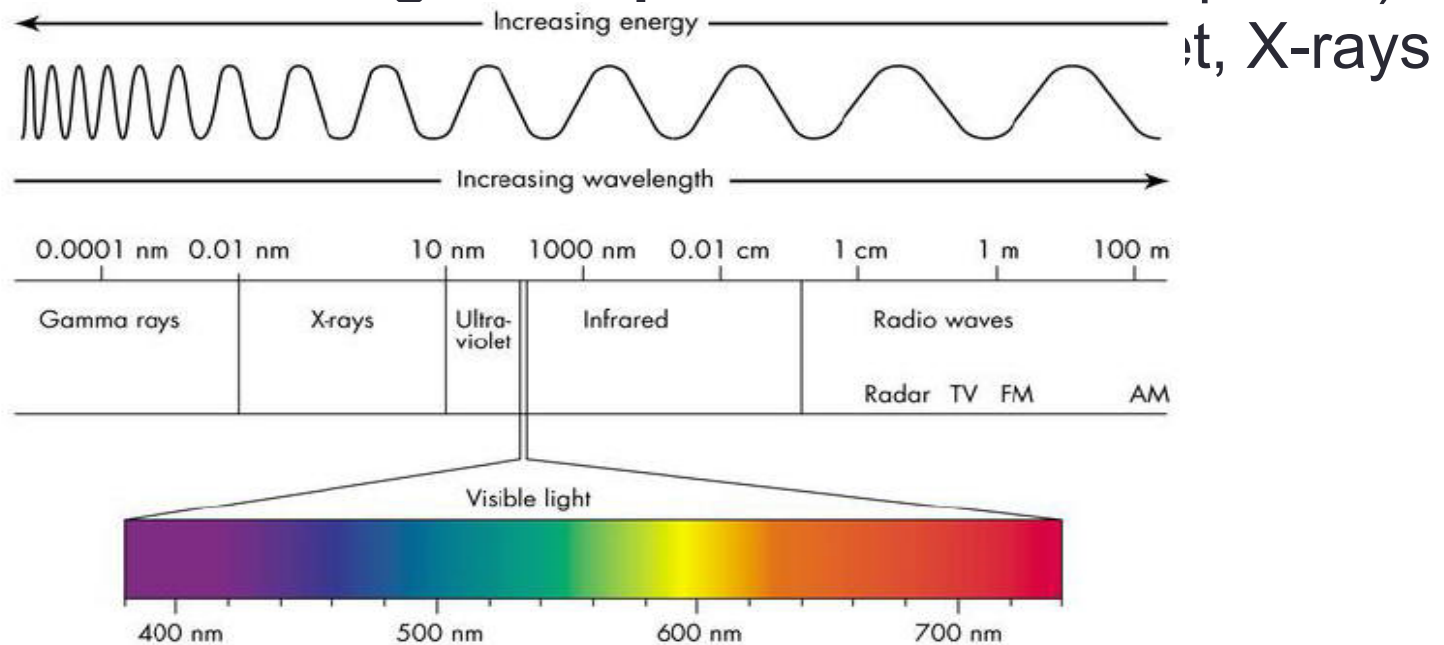 Increasing energy
t, X-rays
Increasing wavelength
0.0001 nm 0.01 nm 10 nm 1000 nm 0.01 cm 1 cm 1 m 100 m
Gamma rays X-rays Ultra-
violet Infrared Radio waves
Radar TV FM AM
Visible light
400 nm 500 nm 600 nm 700 nm